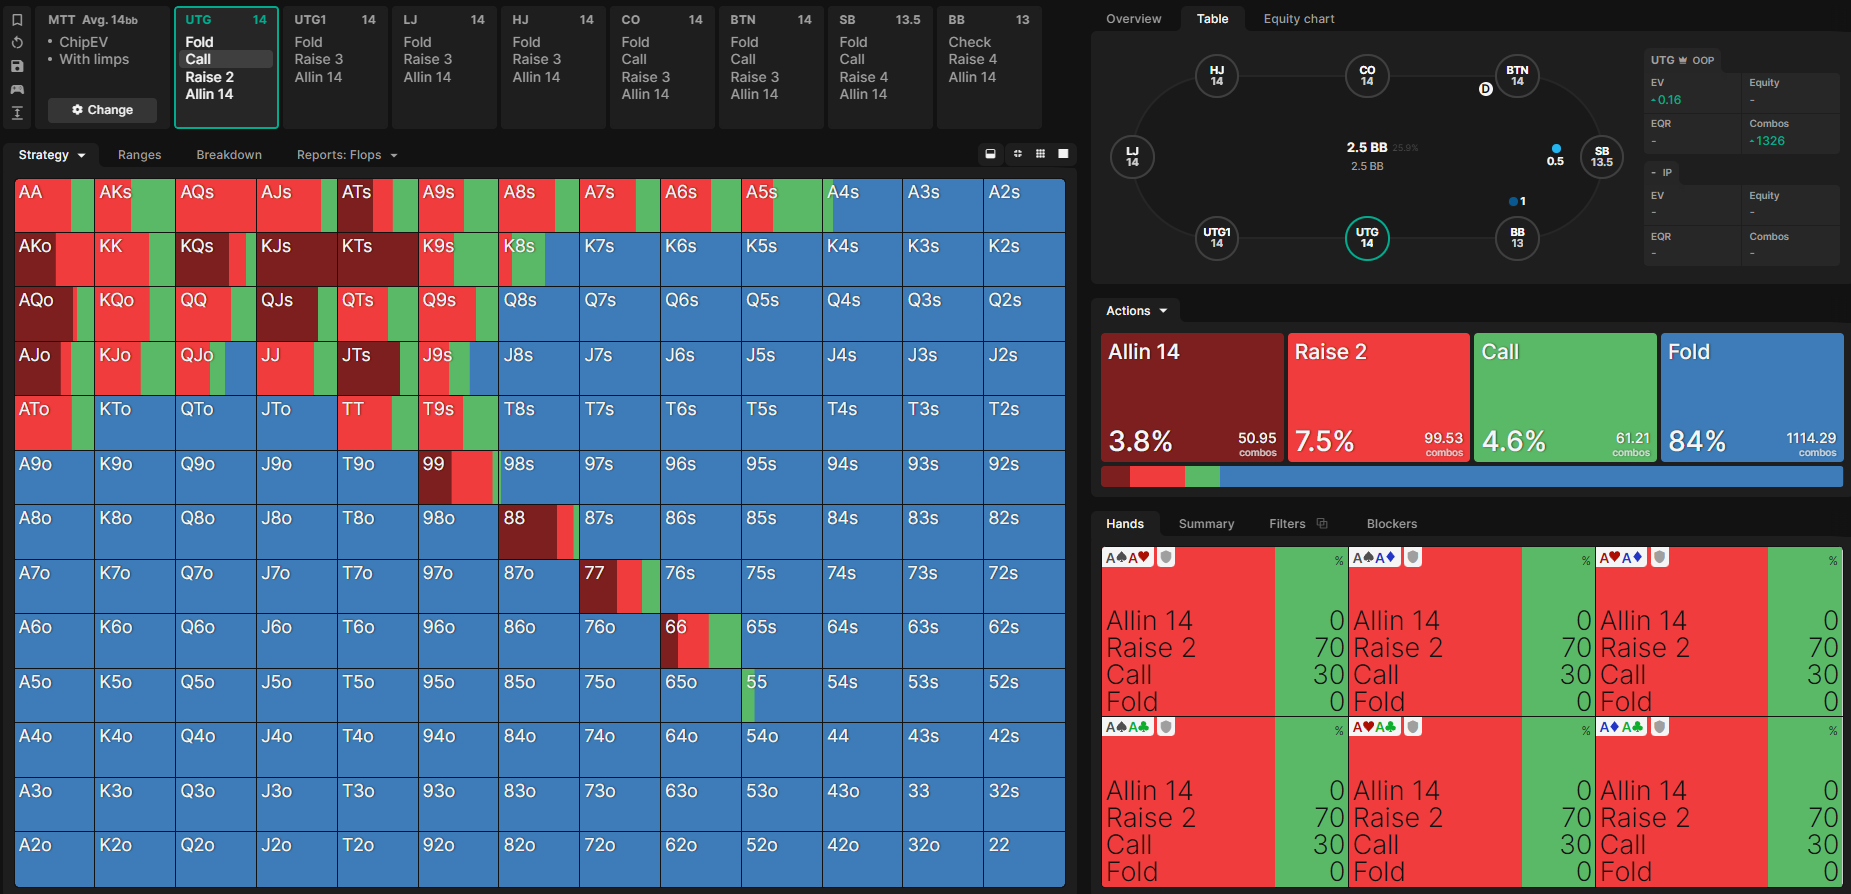 MTT Avg. 14bb
• ChipEV
• With limps
Change
UTG 14
Fold
Call
Raise 2
Allin 14
UTG1 14
Fold
Raise 3
Allin 14
LJ 14
Fold
Raise 3
Allin 14
HJ 14
Fold
Raise 3
Allin 14
CO 14
Fold
Call
Raise 3
Allin 14
BTN 14
Fold
Call
Raise 3
Allin 14
SB 13.5
Fold
Call
Raise 4
Allin 14
BB 13
Check
Raise 4
Allin 14
Strategy Ranges Breakdown Reports: Flops
AA AKs AQs AJs ATs A9s A8s A7s A6s A5s A4s A3s A2s
AKo KK KQs KJs KTs K9s K8s K7s K6s K5s K4s K3s K2s
AQo KQo QQ QJs QTs Q9s Q8s Q7s Q6s Q5s Q4s Q3s Q2s
AJo KJo QJo JJ JTs J9s J8s J7s J6s J5s J4s J3s J2s
ATo KTo QTo JTo TT T9s T8s T7s T6s T5s T4s T3s T2s
A9o K9o Q9o J9o T9o 99 98s 97s 96s 95s 94s 93s 92s
A8o K8o Q8o J8o T8o 98o 88 87s 86s 85s 84s 83s 82s
A7o K7o Q7o J7o T7o 97o 87o 77 76s 75s 74s 73s 72s
A6o K6o Q6o J6o T6o 96o 86o 76o 66 65s 64s 63s 62s
A5o K5o Q5o J5o T5o 95o 85o 75o 65o 55 54s 53s 52s
A4o K4o Q4o J4o T4o 94o 84o 74o 64o 54o 44 43s 42s
A3o K3o Q3o J3o T3o 93o 83o 73o 63o 53o 43o 33 32s
A2o K2o Q2o J2o T2o 92o 82o 72o 62o 52o 42o 32o 22
Overview Table Equity chart
HJ
14
CO
14
BTN
14
D
LJ
14
2.5 BB 25.9%
2.5 BB
0.5
SB
13.5
1
UTG1
14
UTG
14
BB
13
UTG OOP
EV Equity
0.16 -
EQR Combos
- 1326
- IP
EV Equity
- -
EQR Combos
- -
Actions
Allin 14
3.8% 50.95
combos
Raise 2
7.5% 99.53
combos
Call
4.6% 61.21
combos
Fold
84% 1114.29
combos
Hands Summary Filters Blockers
A♠A♥ %
Allin 14 0
Raise 2 70
Call 30
Fold 0
A♠A♦ %
Allin 14 0
Raise 2 70
Call 30
Fold 0
A♥A♦ %
Allin 14 0
Raise 2 70
Call 30
Fold 0
A♠A♣ %
Allin 14 0
Raise 2 70
Call 30
Fold 0
A♥A♣ %
Allin 14 0
Raise 2 70
Call 30
Fold 0
A♦A♣ %
Allin 14 0
Raise 2 70
Call 30
Fold 0